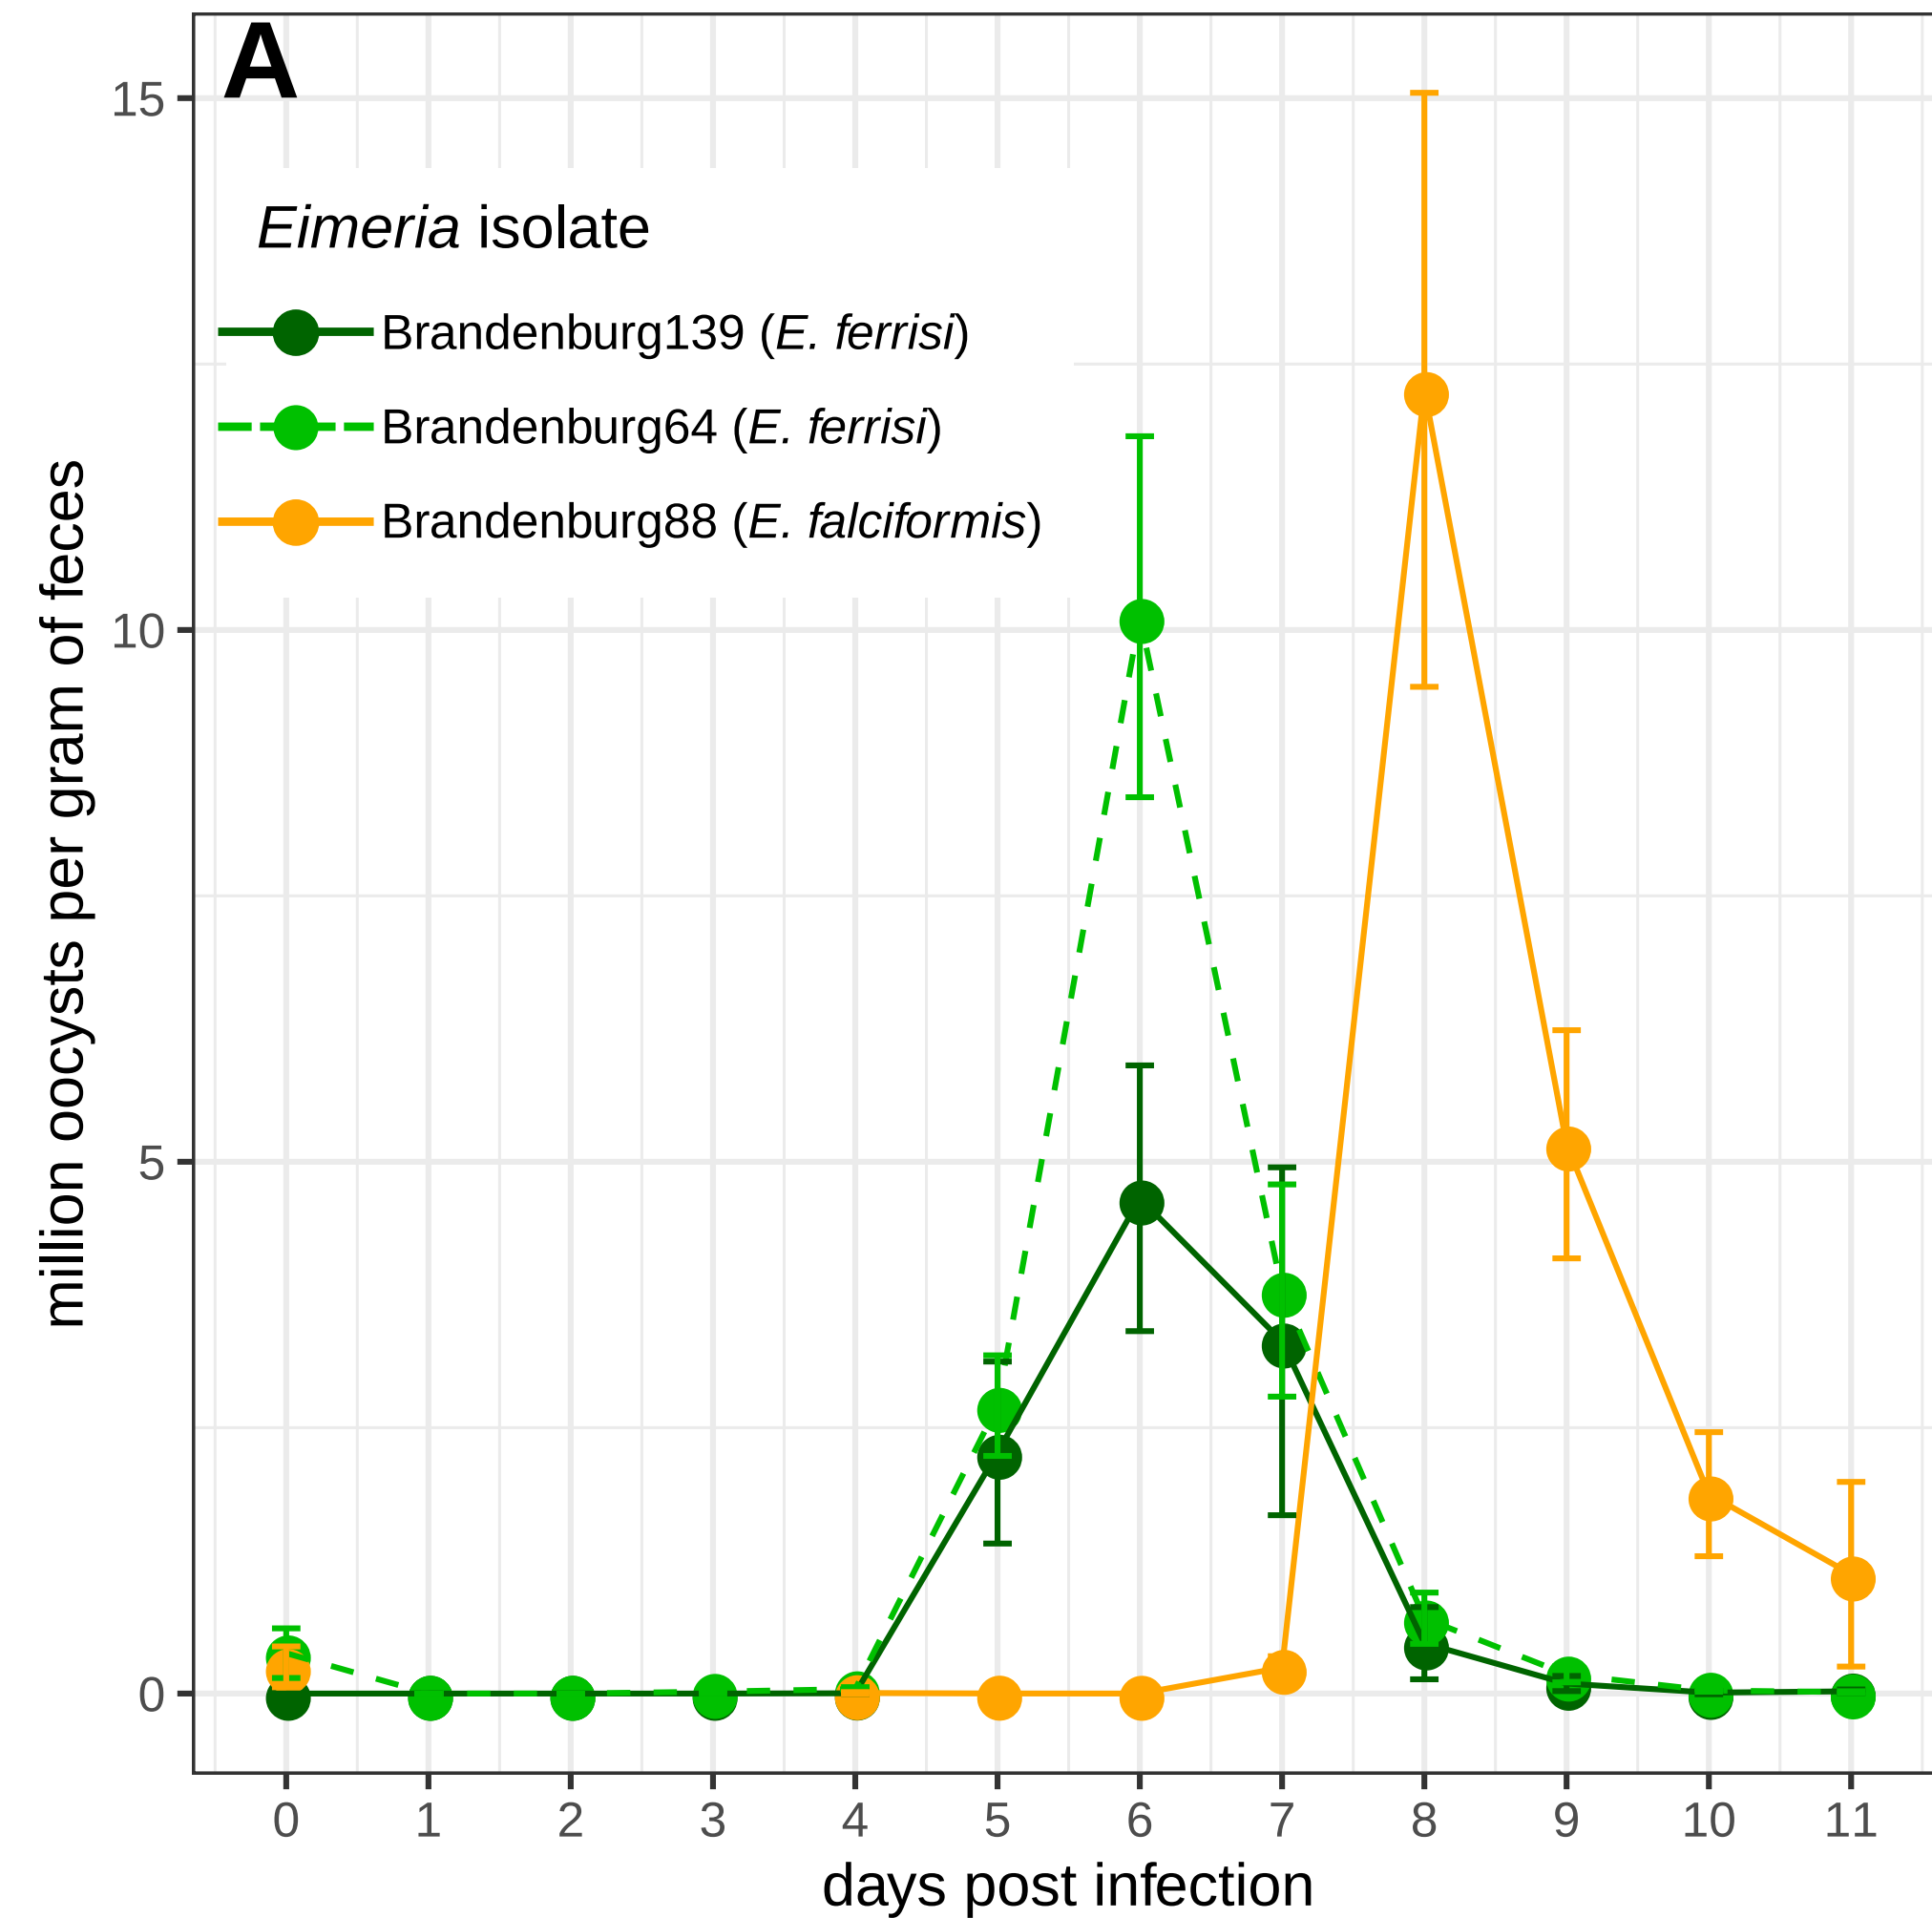 A
15
Eimeria isolate
Brandenburg139 (E. ferrisi)
Brandenburg64 (E. ferrisi)
Brandenburg88 (E. falciformis)
10
5
0
million oocysts per gram of feces
0 1 2 3 4 5 6 7 8 9 10 11
days post infection